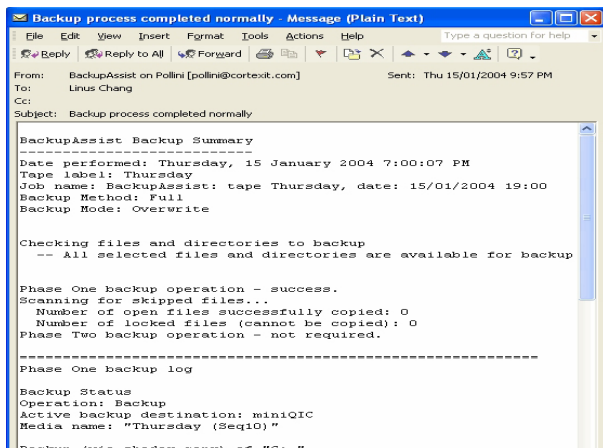 Backup process completed normally - Message (Plain Text)
File Edit View Insert Format Tools Actions Help Type a question for help
Reply Reply to All Forward
From: BackupAssist on Pollini [pollini@cortexit.com] Sent: Thu 15/01/2004 9:57 PM
To: Linus Chang
Cc:
Subject: Backup process completed normally
BackupAssist Backup Summary
------------------------------
Date performed: Thursday, 15 January 2004 7:00:07 PM
Tape label: Thursday
Job name: BackupAssist: tape Thursday, date: 15/01/2004 19:00
Backup Method: Full
Backup Mode: Overwrite
Checking files and directories to backup
-- All selected files and directories are available for backup
Phase One backup operation - success.
Scanning for skipped files...
Number of open files successfully copied: 0
Number of locked files (cannot be copied): 0
Phase Two backup operation - not required.
------------------------------------------------------------------
Phase One backup log
Backup Status
Operation: Backup
Active backup destination: miniQIC
Media name: "Thursday (Seq10)"
Backup (via shadow copy) of "C: "